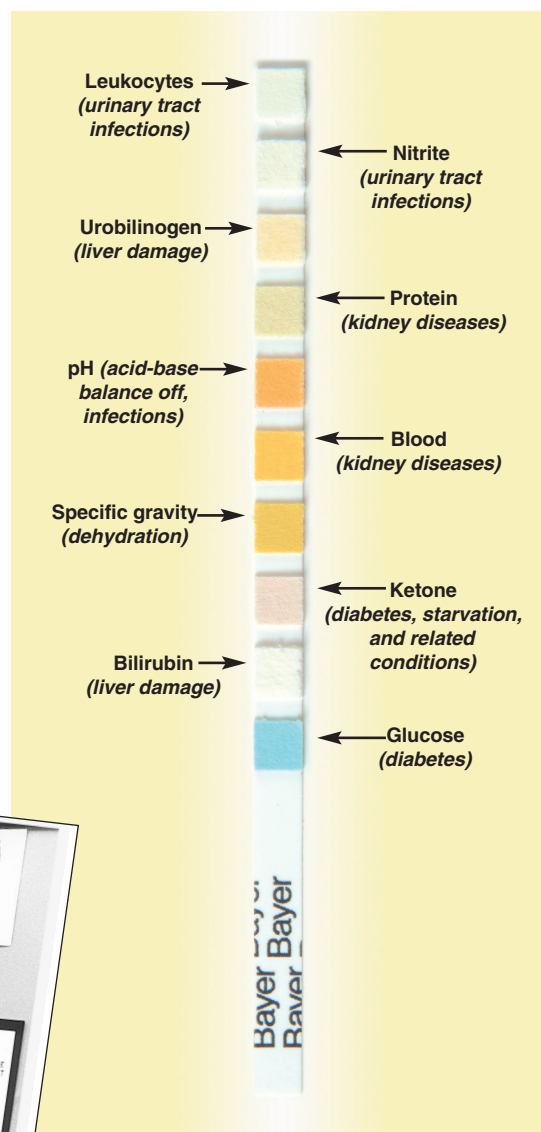 Leukocytes
(urinary tract
infections)
Nitrite
(urinary tract
infections)
Urobilinogen
(liver damage)
Protein
(kidney diseases)
pH (acid-base
balance off,
infections)
Blood
(kidney diseases)
Specific gravity
(dehydration)
Ketone
(diabetes, starvation,
and related
conditions)
Bilirubin
(liver damage)
Glucose
(diabetes)
Bayer Bayer
Bayer Bayer